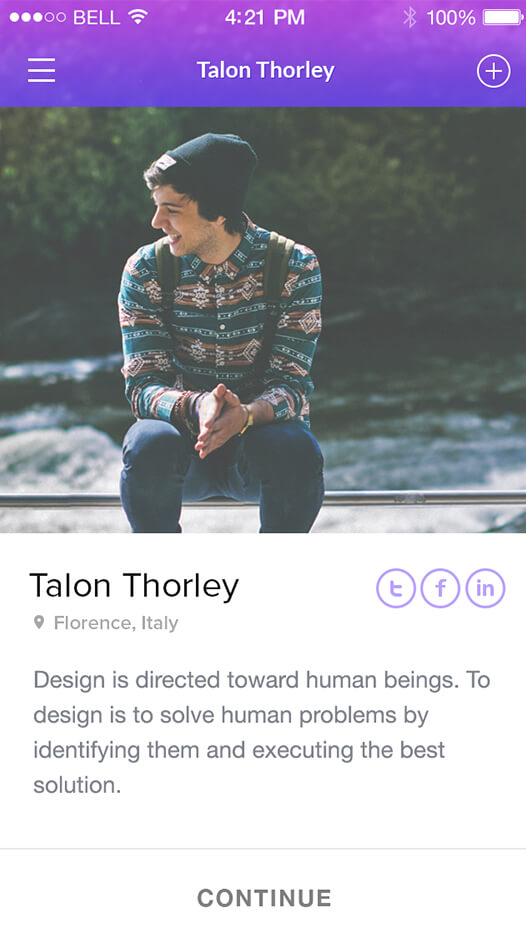 BELL 4:21 PM 100%
Talon Thorley
Talon Thorley
t f in
Florence, Italy
Design is directed toward human beings. To
design is to solve human problems by
identifying them and executing the best
solution.
CONTINUE